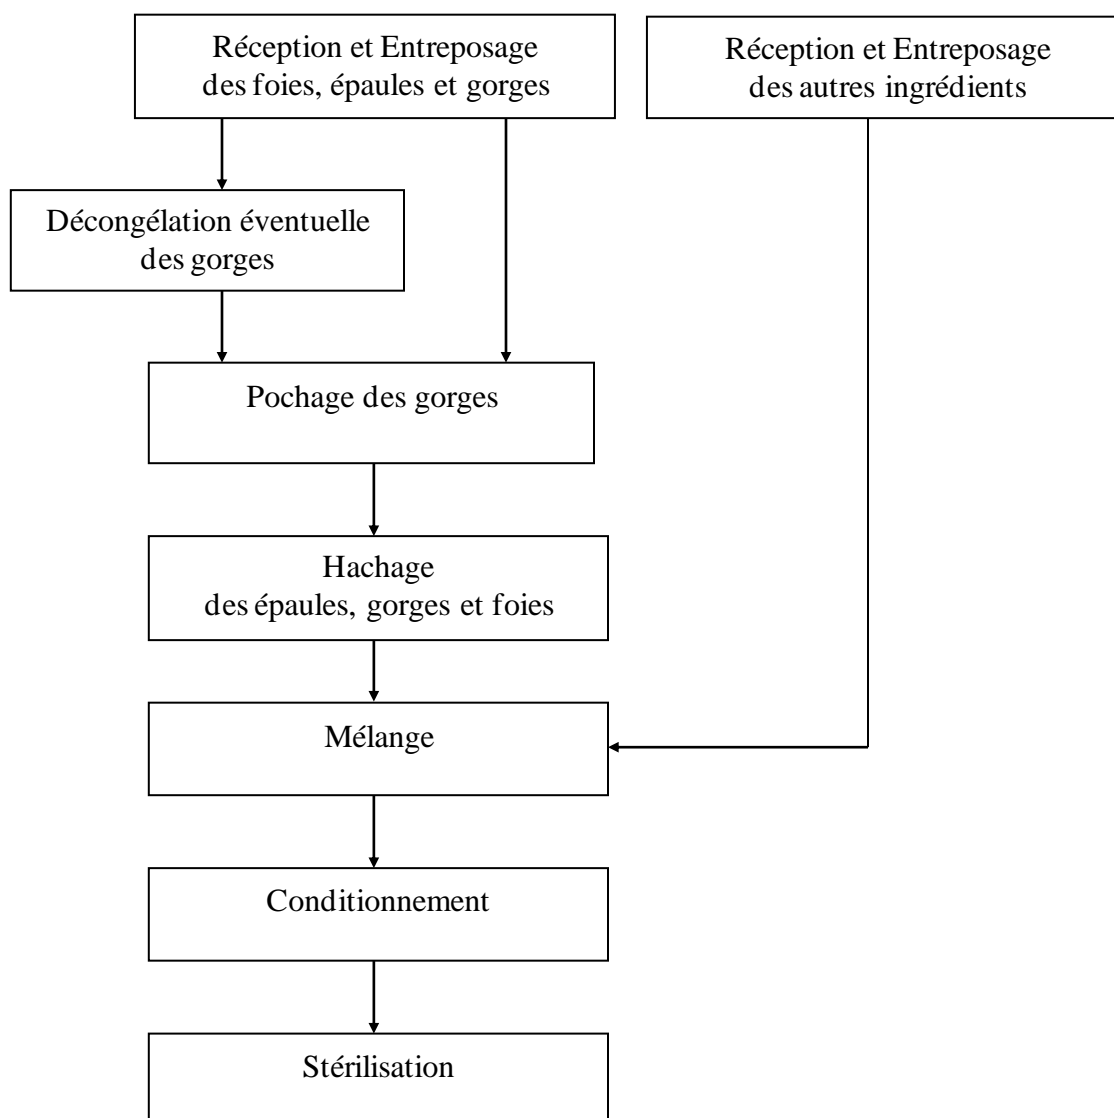 Réception et Entreposage
des foies, épaules et gorges
Réception et Entreposage
des autres ingrédients
Décongélation éventuelle
des gorges
Pochage des gorges
Hachage
des épaules, gorges et foies
Mélange
Conditionnement
Stérilisation